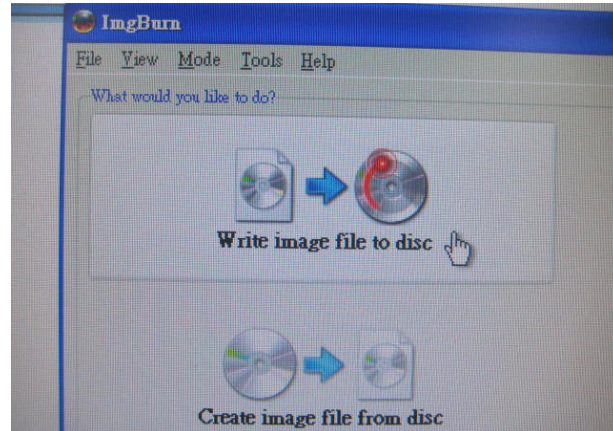 ImgBurn
File View Mode Tools Help
What would you like to do?
Write image file to disc
Create image file from disc